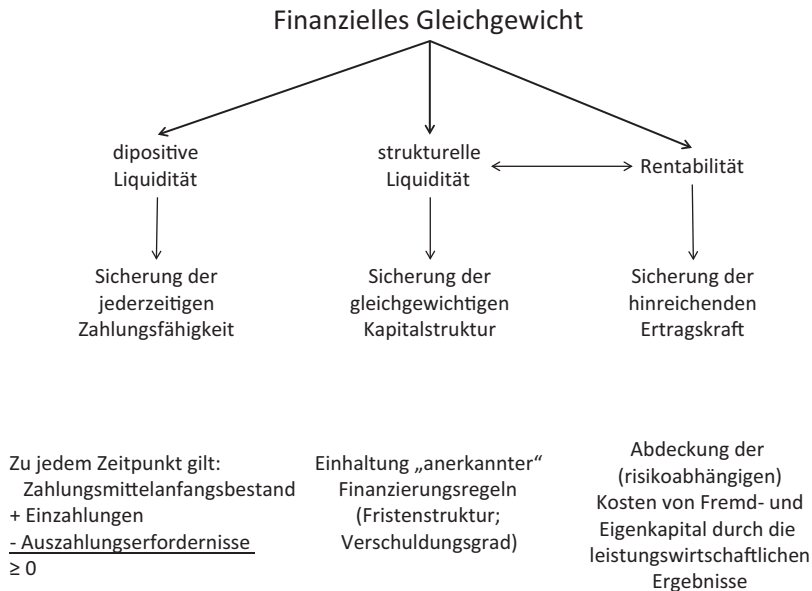 Finanzielles Gleichgewicht
dipositive
Liquidität
strukturelle
Liquidität
Rentabilität
Sicherung der
jederzeitigen
Zahlungsfähigkeit
Sicherung der
gleichgewichtigen
Kapitalstruktur
Sicherung der
hinreichenden
Ertragskraft
Zu jedem Zeitpunkt gilt:
Zahlungsmittelanfangsbestand
+ Einzahlungen
- Auszahlungserfordernisse
≥ 0
Einhaltung „anerkannter“
Finanzierungsregeln
(Fristenstruktur;
Verschuldungsgrad)
Abdeckung der
(risikoabhängigen)
Kosten von Fremd- und
Eigenkapital durch die
leistungswirtschaftlichen
Ergebnisse